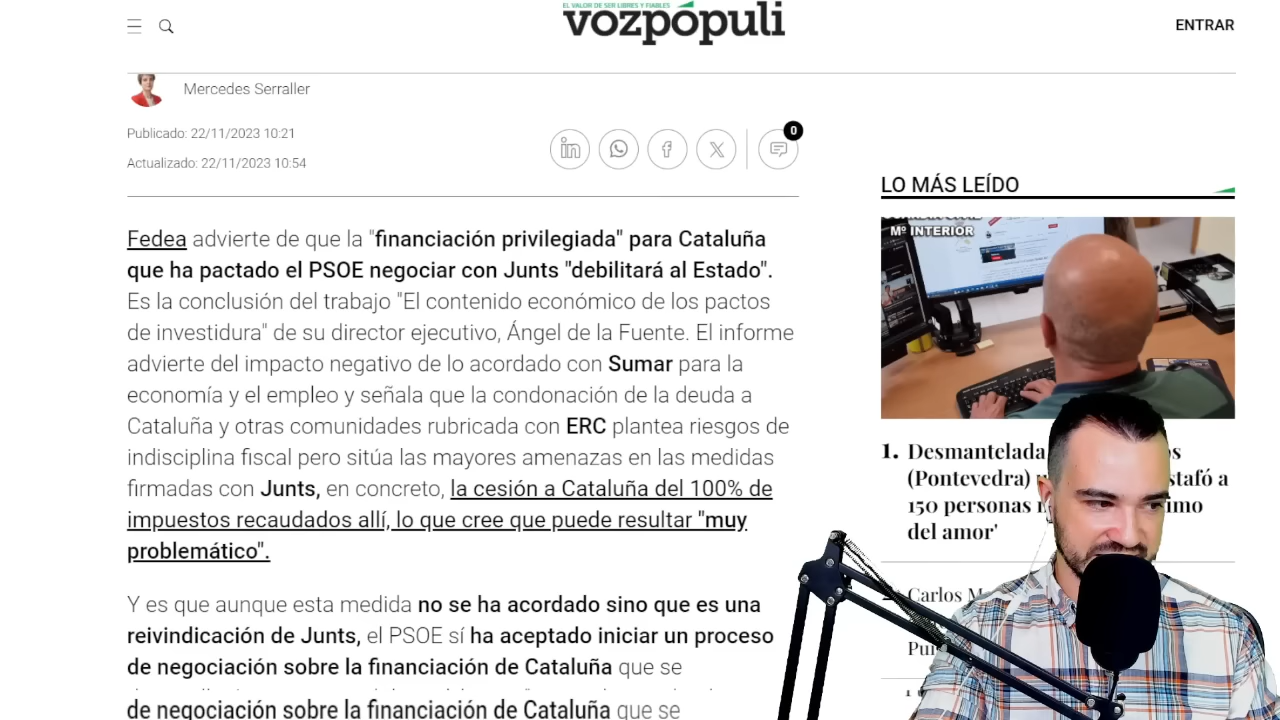 EL VALOR DE SER LIBRES Y FIABLES
vozpópuli
ENTRAR
Mercedes Serraller
Publicado: 22/11/2023 10:21
Actualizado: 22/11/2023 10:54
0
Fedea advierte de que la "financiación privilegiada" para Cataluña
que ha pactado el PSOE negociar con Junts "debilitará al Estado".
Es la conclusión del trabajo "El contenido económico de los pactos
de investidura" de su director ejecutivo, Ángel de la Fuente. El informe
advierte del impacto negativo de lo acordado con Sumar para la
economía y el empleo y señala que la condonación de la deuda a
Cataluña y otras comunidades rubricada con ERC plantea riesgos de
indisciplina fiscal pero sitúa las mayores amenazas en las medidas
firmadas con Junts, en concreto, la cesión a Cataluña del 100% de
impuestos recaudados allí, lo que cree que puede resultar "muy
problemático".
Y es que aunque esta medida no se ha acordado sino que es una
reivindicación de Junts, el PSOE sí ha aceptado iniciar un proceso
de negociación sobre la financiación de Cataluña que se
de negociación sobre la financiación de Cataluña que se
LO MÁS LEÍDO
Mº INTERIOR
1. Desmantelada
(Pontevedra)
150 personas
del amor'
Carlos